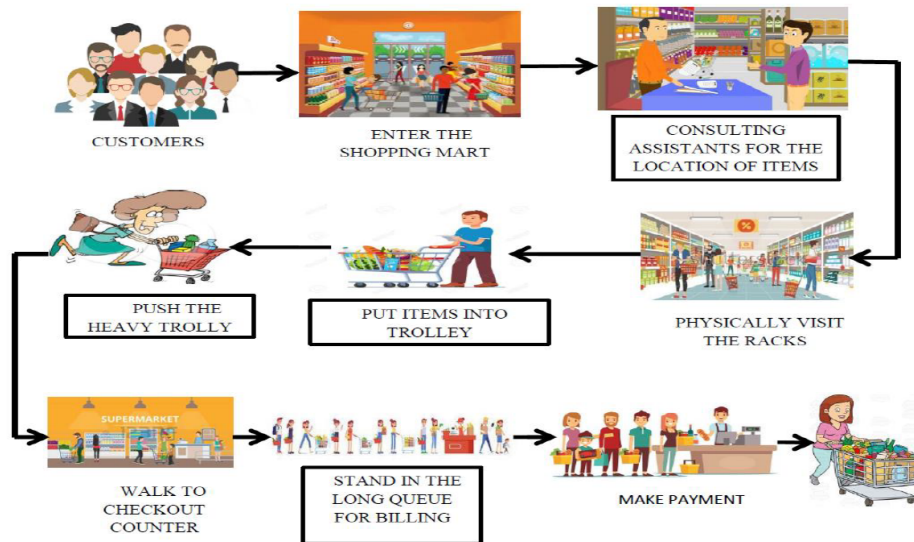 CUSTOMERS
ENTER THE
SHOPPING MART
CONSULTING
ASSISTANTS FOR THE
LOCATION OF ITEMS
PHYSICALLY VISIT
THE RACKS
PUT ITEMS INTO
TROLLEY
PUSH THE
HEAVY TROLLY
SUPERMARKET
WALK TO
CHECKOUT
COUNTER
STAND IN THE
LONG QUEUE
FOR BILLING
MAKE PAYMENT